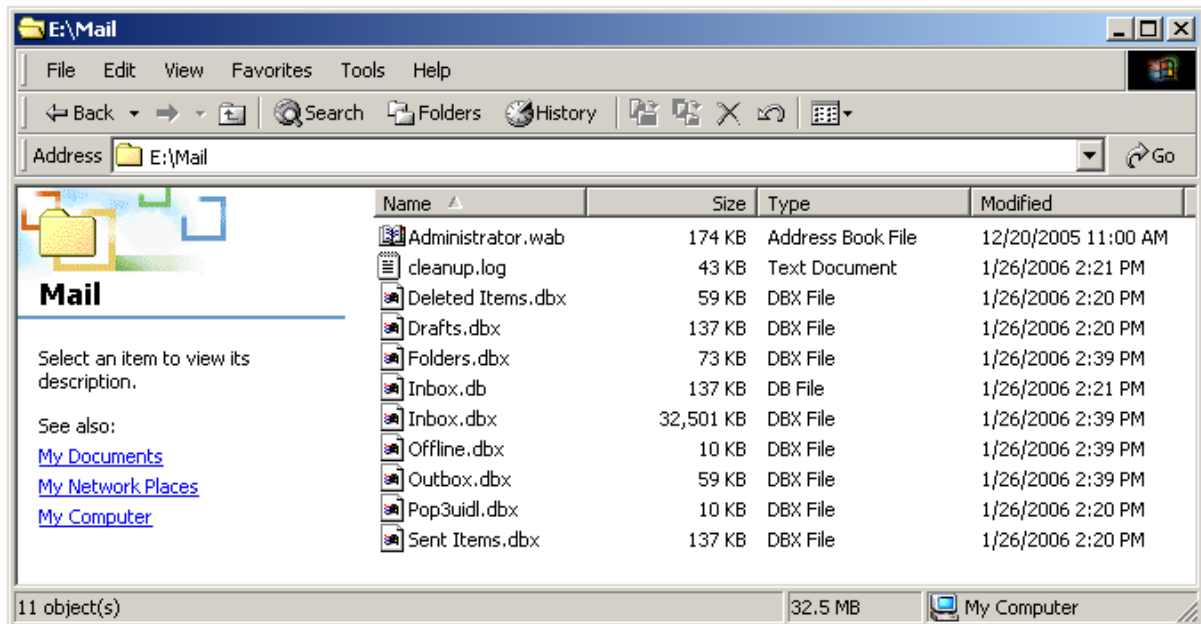 E:\Mail
File Edit View Favorites Tools Help
Back Search Folders History
Address E:\Mail Go
Name Size Type Modified
Administrator.wab 174 KB Address Book File 12/20/2005 11:00 AM
cleanup.log 43 KB Text Document 1/26/2006 2:21 PM
Deleted Items.dbx 59 KB DBX File 1/26/2006 2:20 PM
Drafts.dbx 137 KB DBX File 1/26/2006 2:20 PM
Folders.dbx 73 KB DBX File 1/26/2006 2:39 PM
Inbox.db 137 KB DB File 1/26/2006 2:21 PM
Inbox.dbx 32,501 KB DBX File 1/26/2006 2:39 PM
Offline.dbx 10 KB DBX File 1/26/2006 2:39 PM
Outbox.dbx 59 KB DBX File 1/26/2006 2:39 PM
Pop3uidl.dbx 10 KB DBX File 1/26/2006 2:20 PM
Sent Items.dbx 137 KB DBX File 1/26/2006 2:20 PM
Mail
Select an item to view its
description.
See also:
My Documents
My Network Places
My Computer
11 object(s) 32.5 MB My Computer